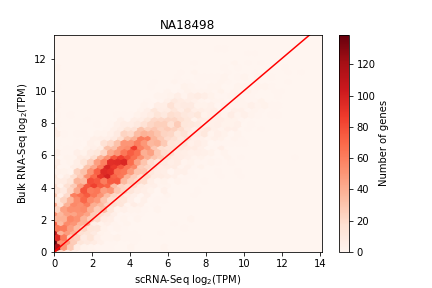 NA18498
Bulk RNA-Seq log₂(TPM)
12
10
8
6
4
2
0
0 2 4 6 8 10 12 14
scRNA-Seq log₂(TPM)
120
100
80
60
40
20
0
Number of genes